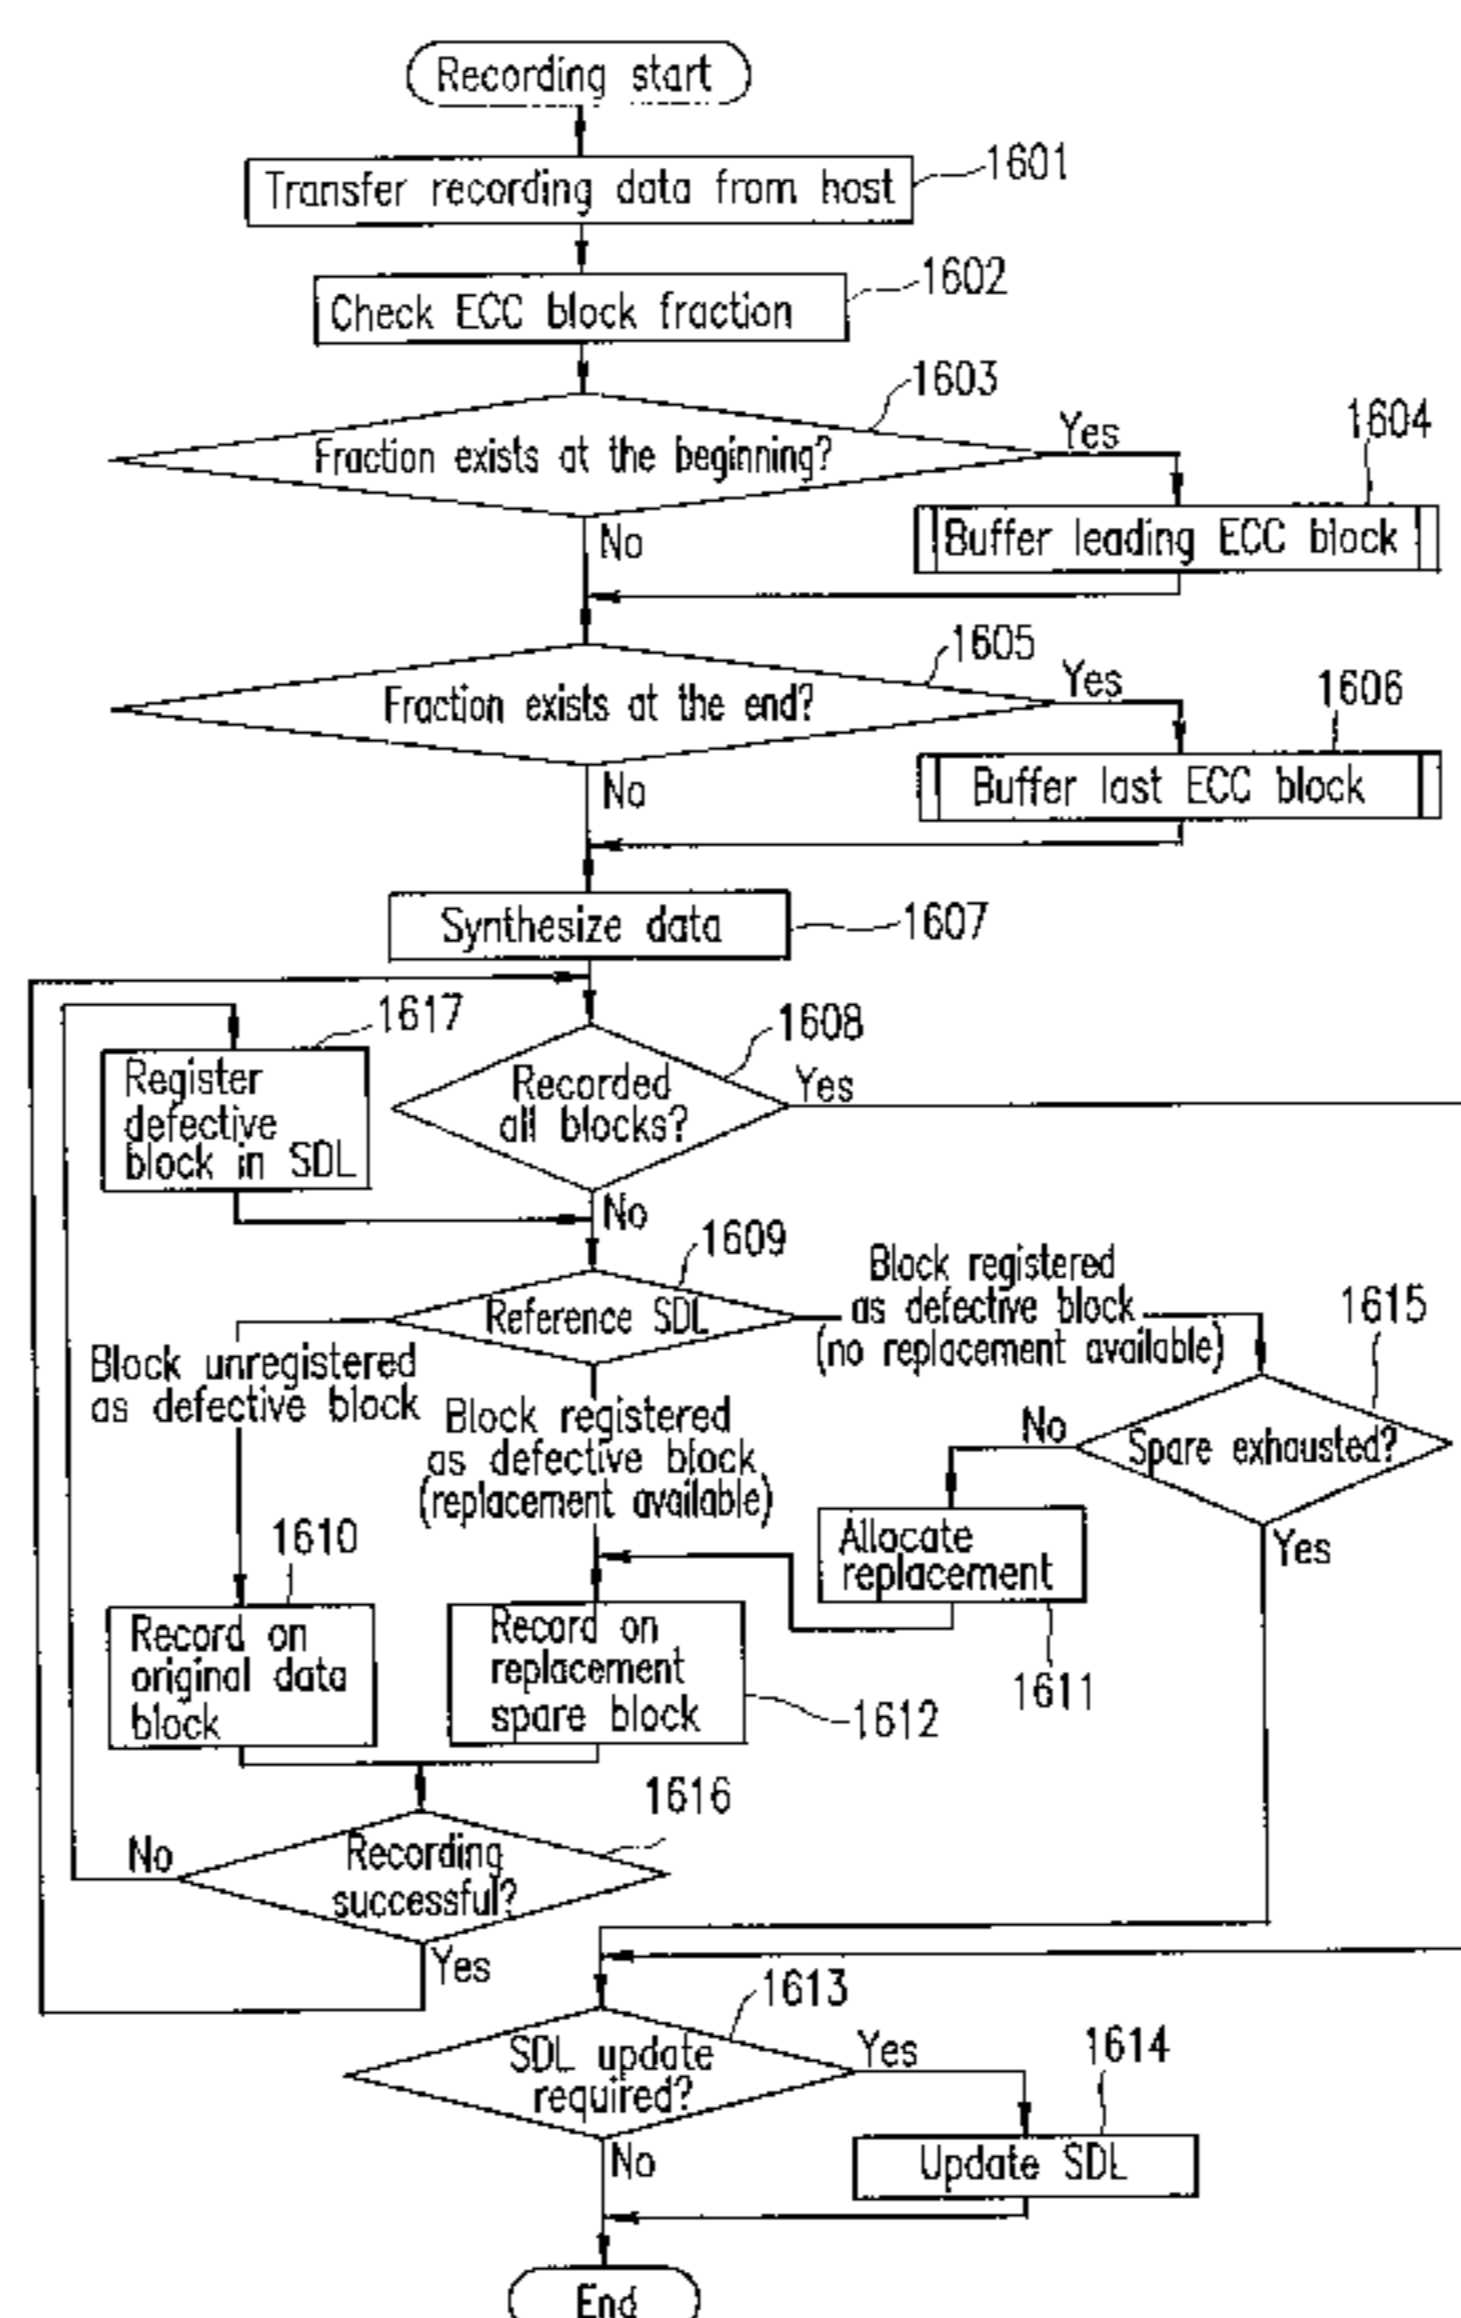 Recording start
1601
Transfer recording data from host
1602
Check ECC block fraction
1603
Fraction exists at the beginning?
Yes
1604
No
Buffer leading ECC block
1605
Fraction exists at the end?
Yes
1606
No
Buffer last ECC block
Synthesize data
1607
1617
1608
Register
defective
block in SDL
Recorded
all blocks?
Yes
No
1609
Reference SDL
Block registered
as defective block
(no replacement available)
1615
Block unregistered
as defective block
Block registered
as defective block
(replacement available)
No
Spare exhausted?
Yes
1610
Allocate
replacement
1611
Record on
original data
block
Record on
replacement
spare block
1612
1616
No
Recording
successful?
Yes
1613
SDL update
required?
Yes
1614
No
Update SDL
End